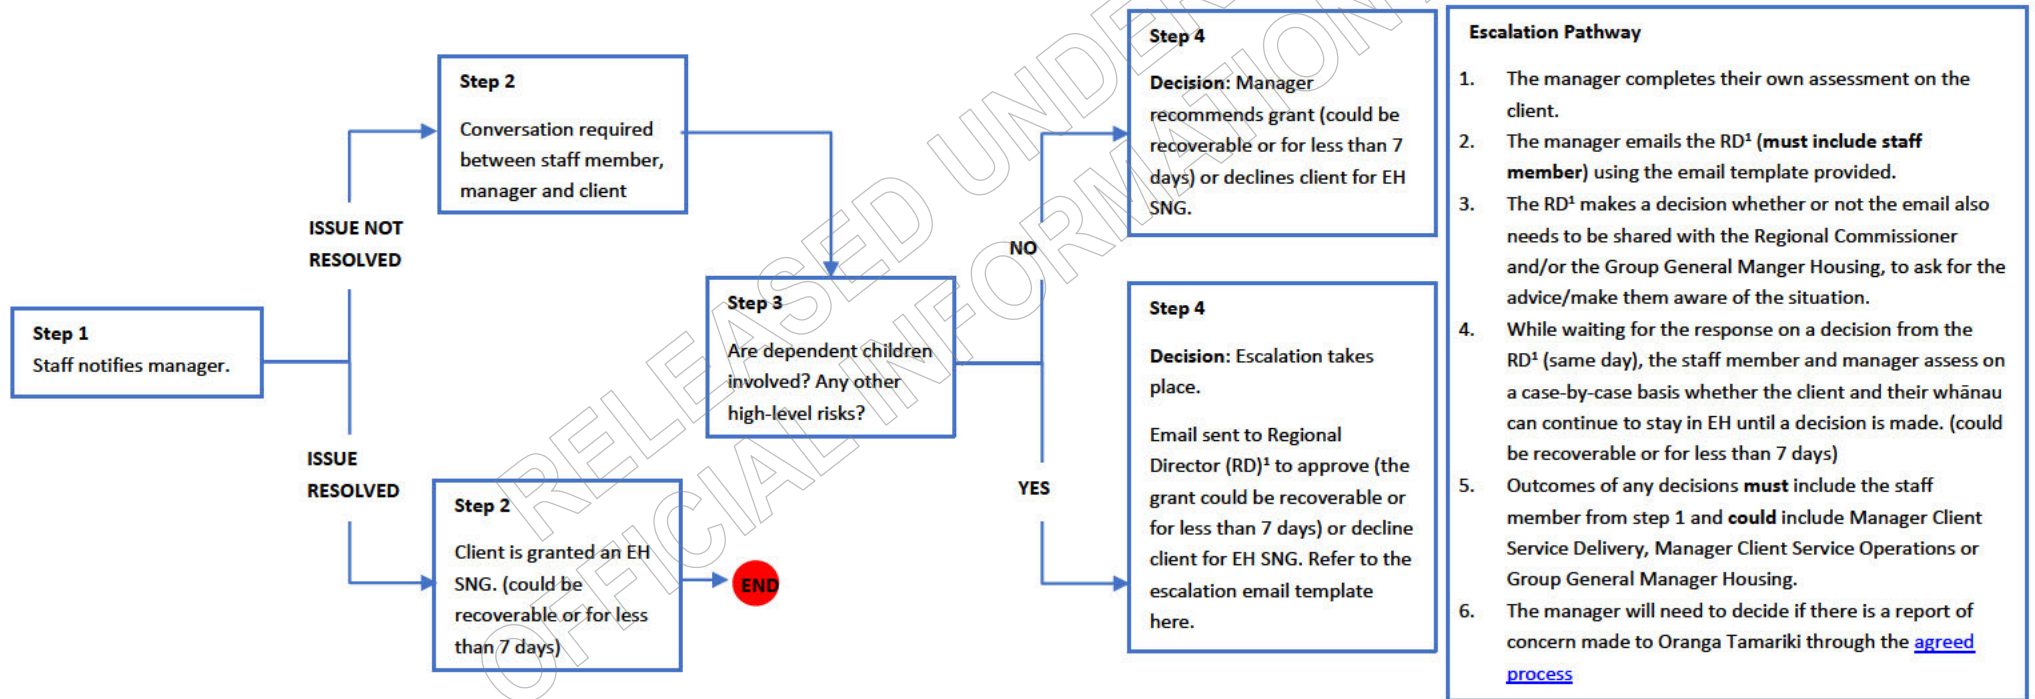 Step 1
Staff notifies manager.
ISSUE NOT
RESOLVED
ISSUE
RESOLVED
Step 2
Conversation required
between staff member,
manager and client
Step 2
Client is granted an EH
SNG. (could be
recoverable or for less
than 7 days)
END
Step 3
Are dependent children
involved? Any other
high-level risks?
NO
YES
Step 4
Decision: Manager
recommends grant (could be
recoverable or for less than 7
days) or declines client for EH
SNG.
Step 4
Decision: Escalation takes
place.
Email sent to Regional
Director (RD)¹ to approve (the
grant could be recoverable or
for less than 7 days) or decline
client for EH SNG. Refer to the
escalation email template
here.
Escalation Pathway
1. The manager completes their own assessment on the
client.
2. The manager emails the RD¹ (must include staff
member) using the email template provided.
3. The RD¹ makes a decision whether or not the email also
needs to be shared with the Regional Commissioner
and/or the Group General Manger Housing, to ask for the
advice/make them aware of the situation.
4. While waiting for the response on a decision from the
RD¹ (same day), the staff member and manager assess on
a case-by-case basis whether the client and their whānau
can continue to stay in EH until a decision is made. (could
be recoverable or for less than 7 days)
5. Outcomes of any decisions must include the staff
member from step 1 and could include Manager Client
Service Delivery, Manager Client Service Operations or
Group General Manager Housing.
6. The manager will need to decide if there is a report of
concern made to Oranga Tamariki through the agreed
process
RELEASED UNDER
OFFICIAL INFORMATION